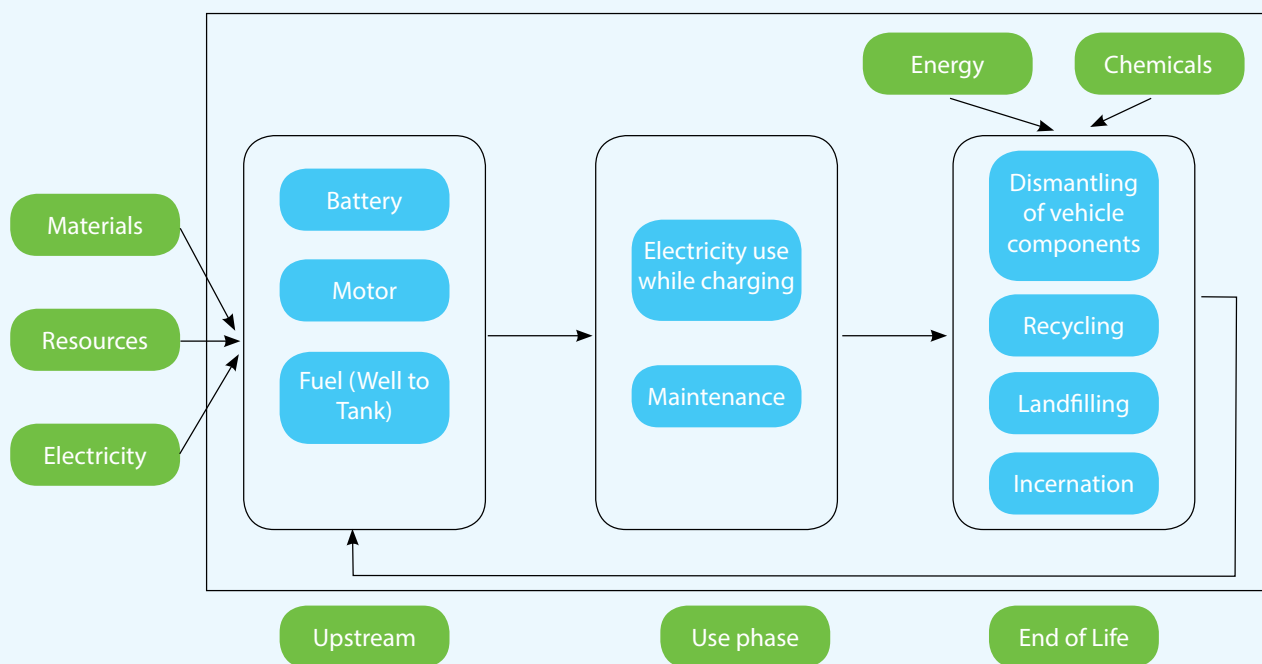 Energy
Chemicals
Materials
Resources
Electricity
Battery
Motor
Fuel (Well to
Tank)
Electricity use
while charging
Maintenance
Dismantling
of vehicle
components
Recycling
Landfilling
Incernation
Upstream
Use phase
End of Life